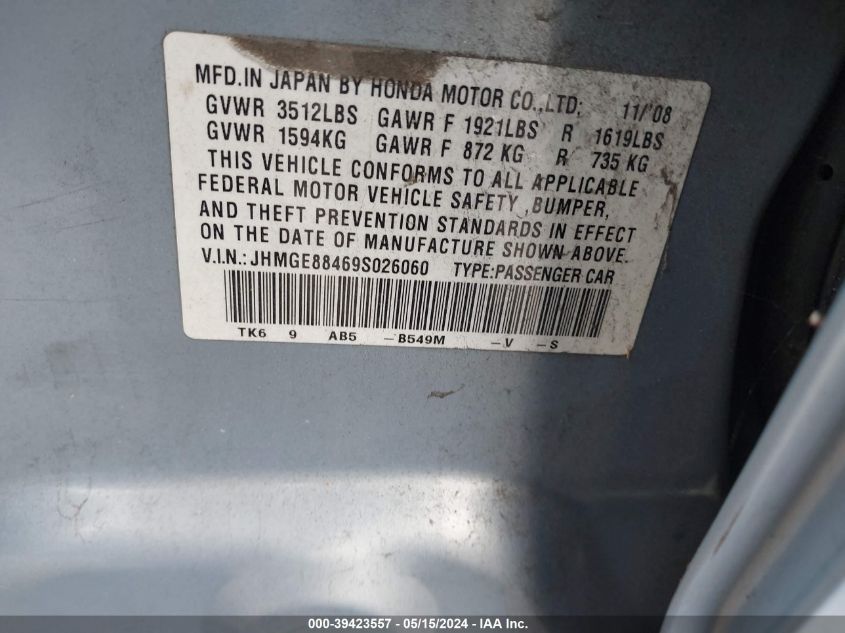 MFD.IN JAPAN BY HONDA MOTOR CO.,LTD; 11/'08
GVWR 3512LBS GAWR F 1921LBS R 1619LBS
GVWR 1594KG GAWR F 872 KG R 735 KG
THIS VEHICLE CONFORMS TO ALL APPLICABLE
FEDERAL MOTOR VEHICLE SAFETY ,BUMPER,
AND THEFT PREVENTION STANDARDS IN EFFECT
ON THE DATE OF MANUFACTURE SHOWN ABOVE.
V.I.N.: JHMGE88469S026060 TYPE:PASSENGER CAR
TK6 9 AB5 -B549M -V -S
000-39423557 - 05/15/2024 - IAA Inc.